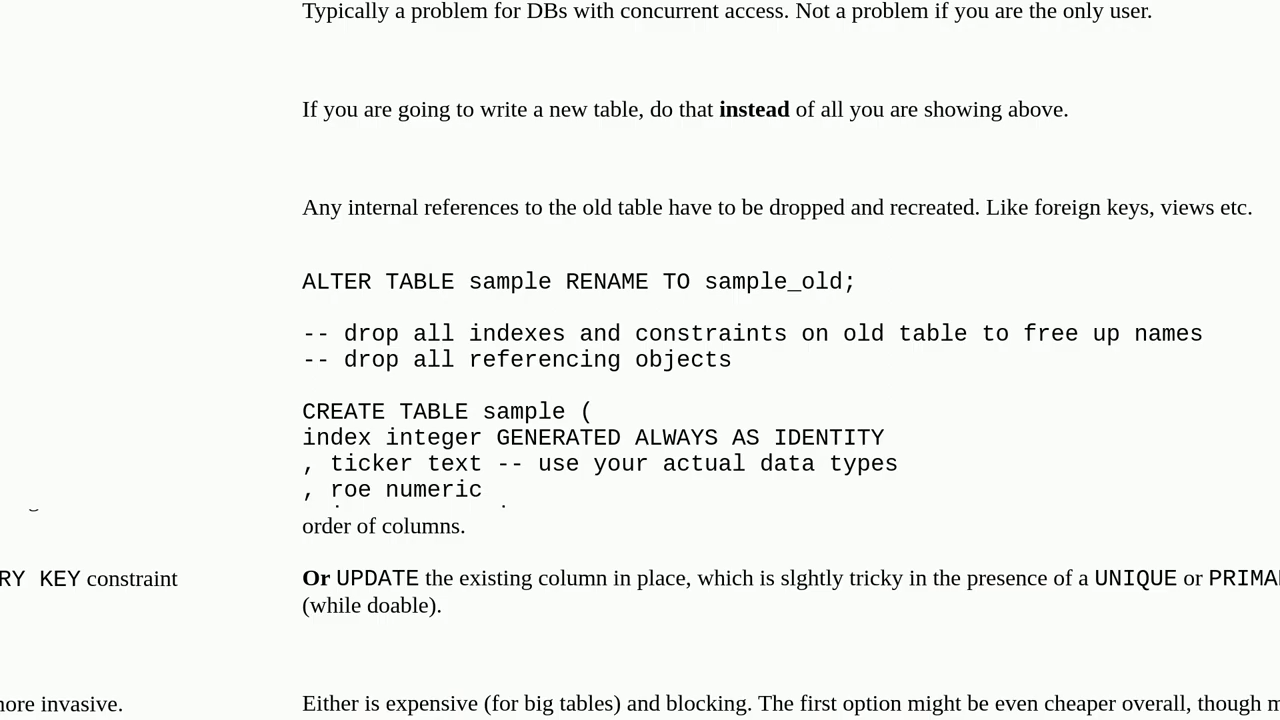 Typically a problem for DBs with concurrent access. Not a problem if you are the only user.
If you are going to write a new table, do that instead of all you are showing above.
Any internal references to the old table have to be dropped and recreated. Like foreign keys, views etc.
ALTER TABLE sample RENAME TO sample_old;
-- drop all indexes and constraints on old table to free up names
-- drop all referencing objects
CREATE TABLE sample (
index integer GENERATED ALWAYS AS IDENTITY
, ticker text -- use your actual data types
, roe numeric
order of columns.
RY KEY constraint
Or UPDATE the existing column in place, which is slghtly tricky in the presence of a UNIQUE or PRIMA
(while doable).
more invasive.
Either is expensive (for big tables) and blocking. The first option might be even cheaper overall, though